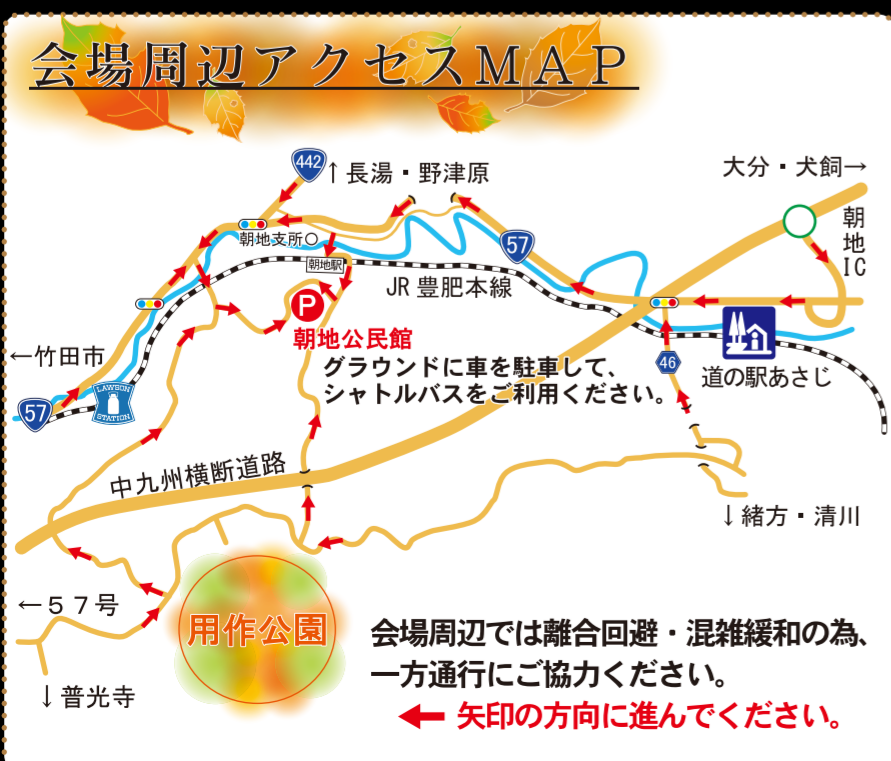 会場周辺アクセスMAP
442
↑長湯・野津原
大分・犬飼→
朝地IC
朝地支所○
57
朝地駅
JR豊肥本線
P
朝地公民館
←竹田市
グラウンドに車を駐車して、
シャトルバスをご利用ください。
46
道の駅あさじ
LAWSON
STATION
57
中九州横断道路
↓緒方・清川
←57号
用作公園
↓普光寺
会場周辺では離合回避・混雑緩和の為、
一方通行にご協力ください。
← 矢印の方向に進んでください。